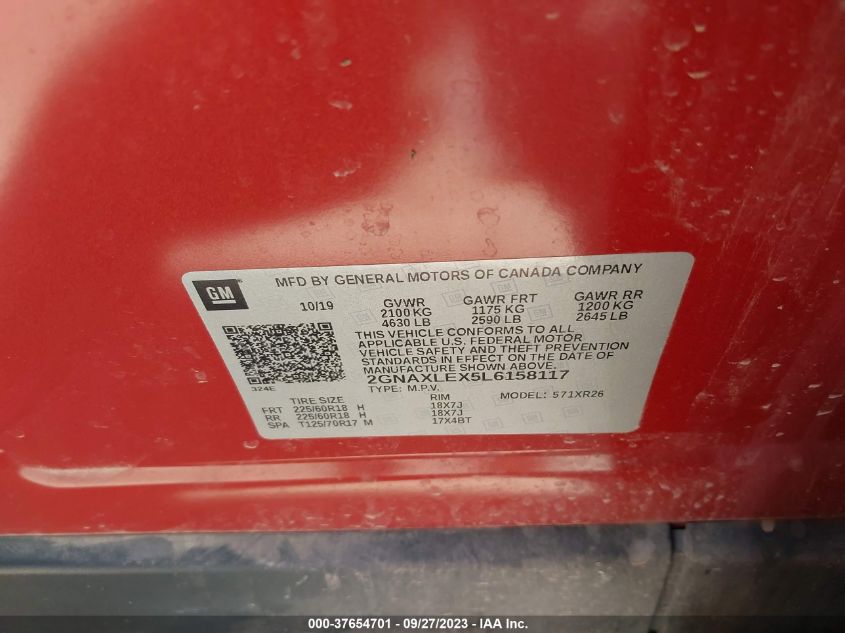 GM
MFD BY GENERAL MOTORS OF CANADA COMPANY
10/19 GVWR GAWR FRT GAWR RR
2100 KG 1175 KG 1200 KG
4630 LB 2590 LB 2645 LB
THIS VEHICLE CONFORMS TO ALL
APPLICABLE U.S. FEDERAL MOTOR
VEHICLE SAFETY AND THEFT PREVENTION
STANDARDS IN EFFECT ON THE DATE OF
MANUFACTURE SHOWN ABOVE.
324E 2GNAXLEX5L6158117
TYPE: M.P.V. MODEL: 571XR26
TIRE SIZE RIM
FRT 225/60R18 H 18X7J
RR 225/60R18 H 18X7J
SPA T125/70R17 M 17X4BT
000-37654701 - 09/27/2023 - IAA Inc.